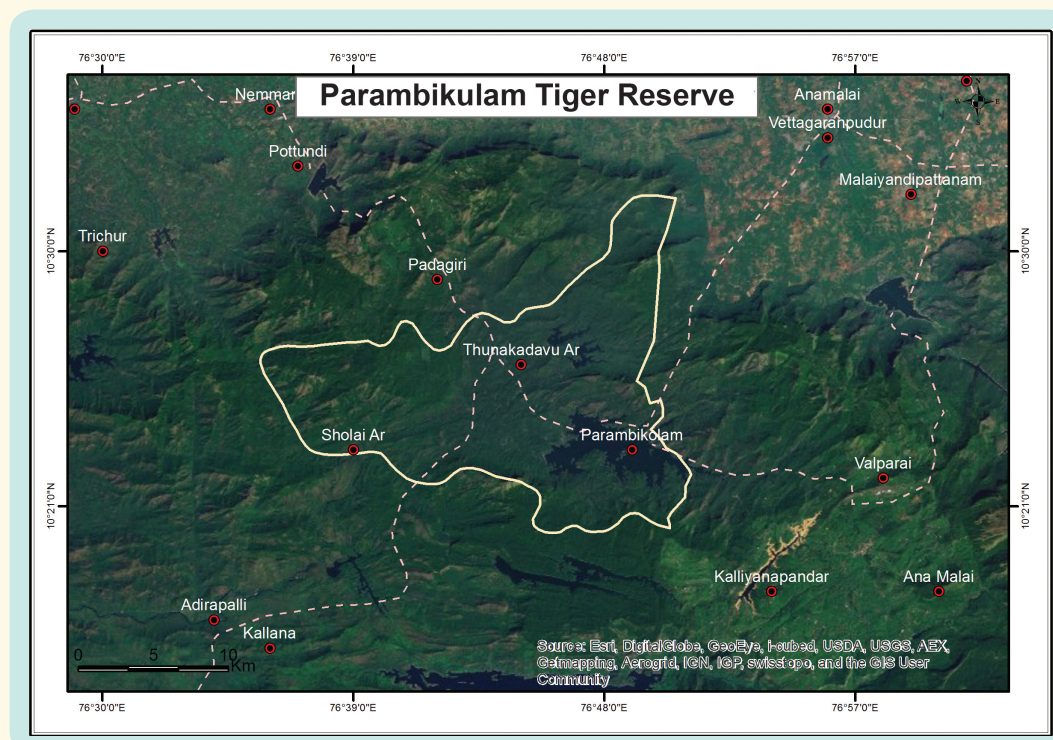 76°30'0"E 76°39'0"E 76°48'0"E 76°57'0"E
Parambikulam Tiger Reserve
N
W E
S
Nemmar
Anamalai
Vettagaranpudur
Pottundi
Malaiyandipattanam
Trichur
10°30'0"N 10°30'0"N
Padagiri
Thunakadavu Ar
Sholai Ar
Parambikolam
Valparai
10°21'0"N 10°21'0"N
Kalliyanapandar
Ana Malai
Adirapalli
Kallana
0 5 10
Km
Source: Esri, DigitalGlobe, GeoEye, i-cubed, USDA, USGS, AEX,
Getmapping, Aerogrid, IGN, IGP, swisstopo, and the GIS User
Community
76°30'0"E 76°39'0"E 76°48'0"E 76°57'0"E